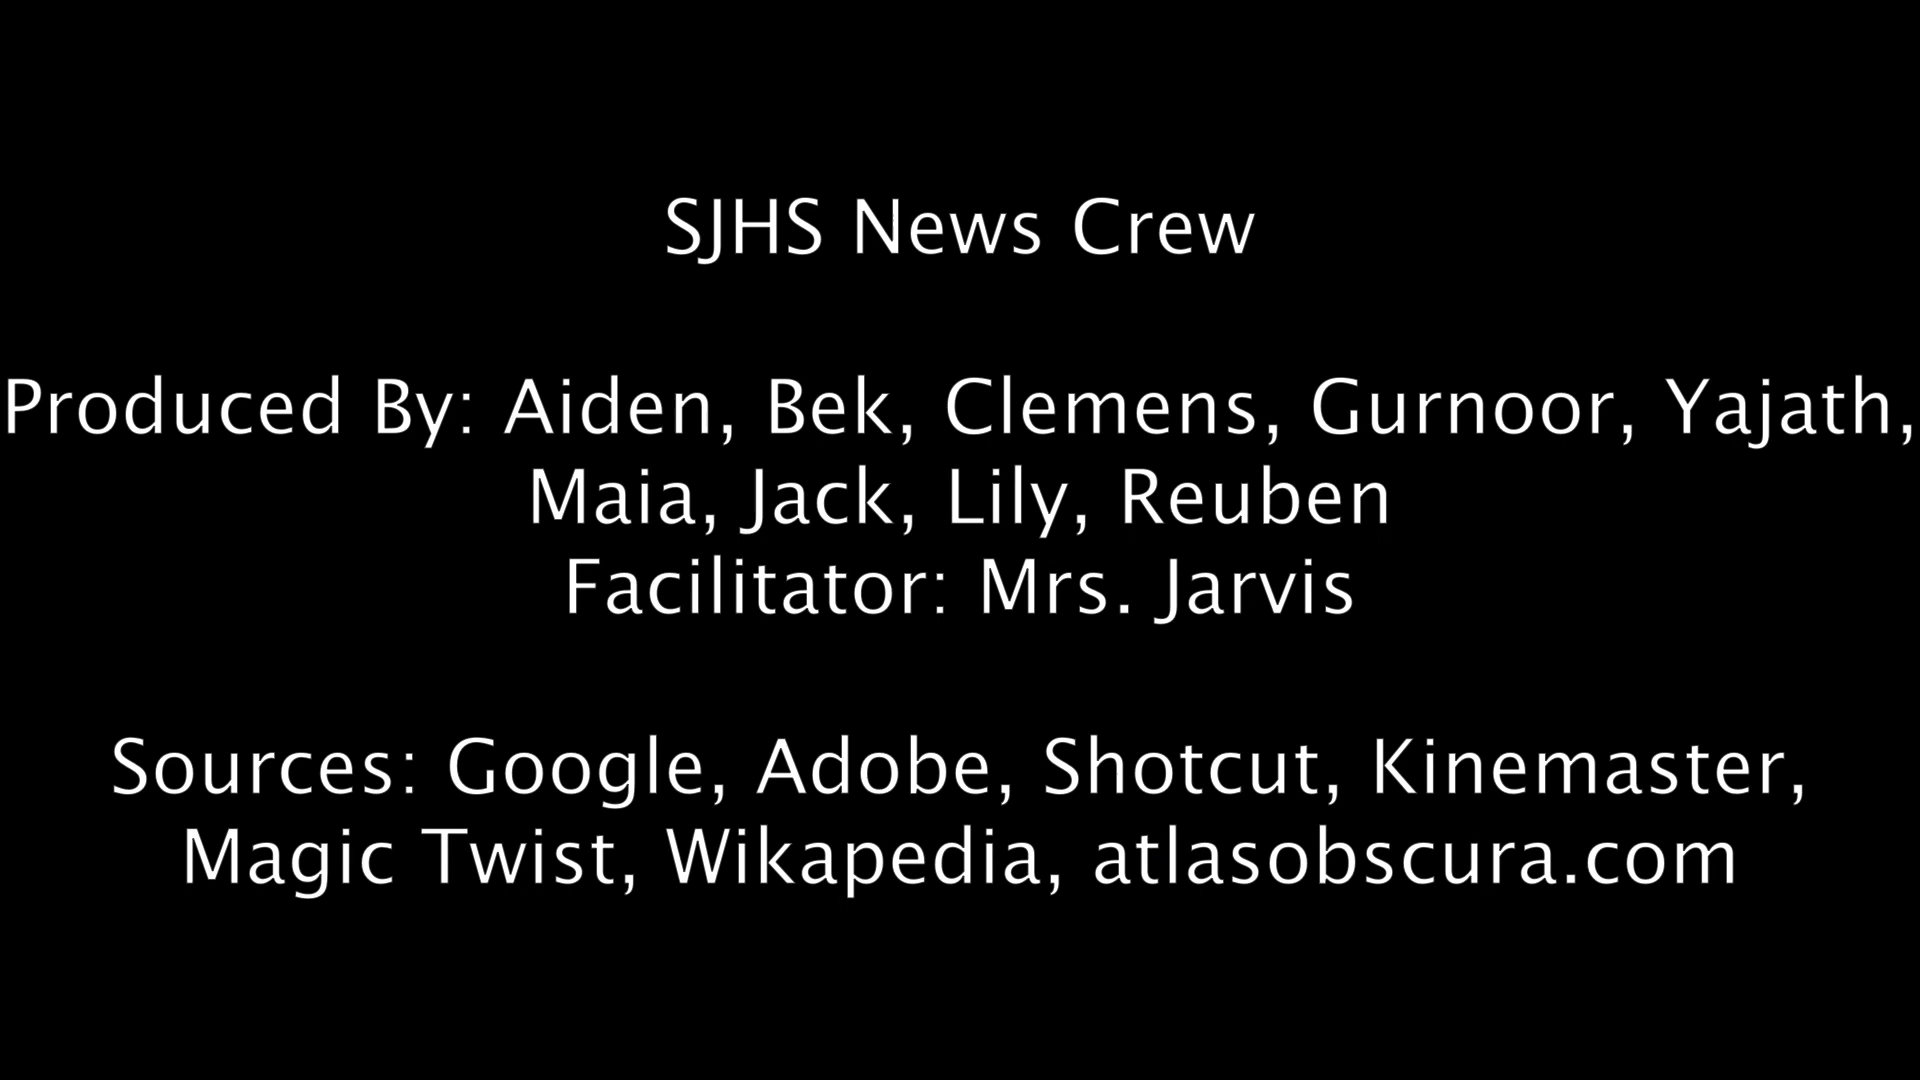 SJHS News Crew
Produced By: Aiden, Bek, Clemens, Gurnoor, Yajath,
Maia, Jack, Lily, Reuben
Facilitator: Mrs. Jarvis
Sources: Google, Adobe, Shotcut, Kinemaster,
Magic Twist, Wikapedia, atlasobscura.com